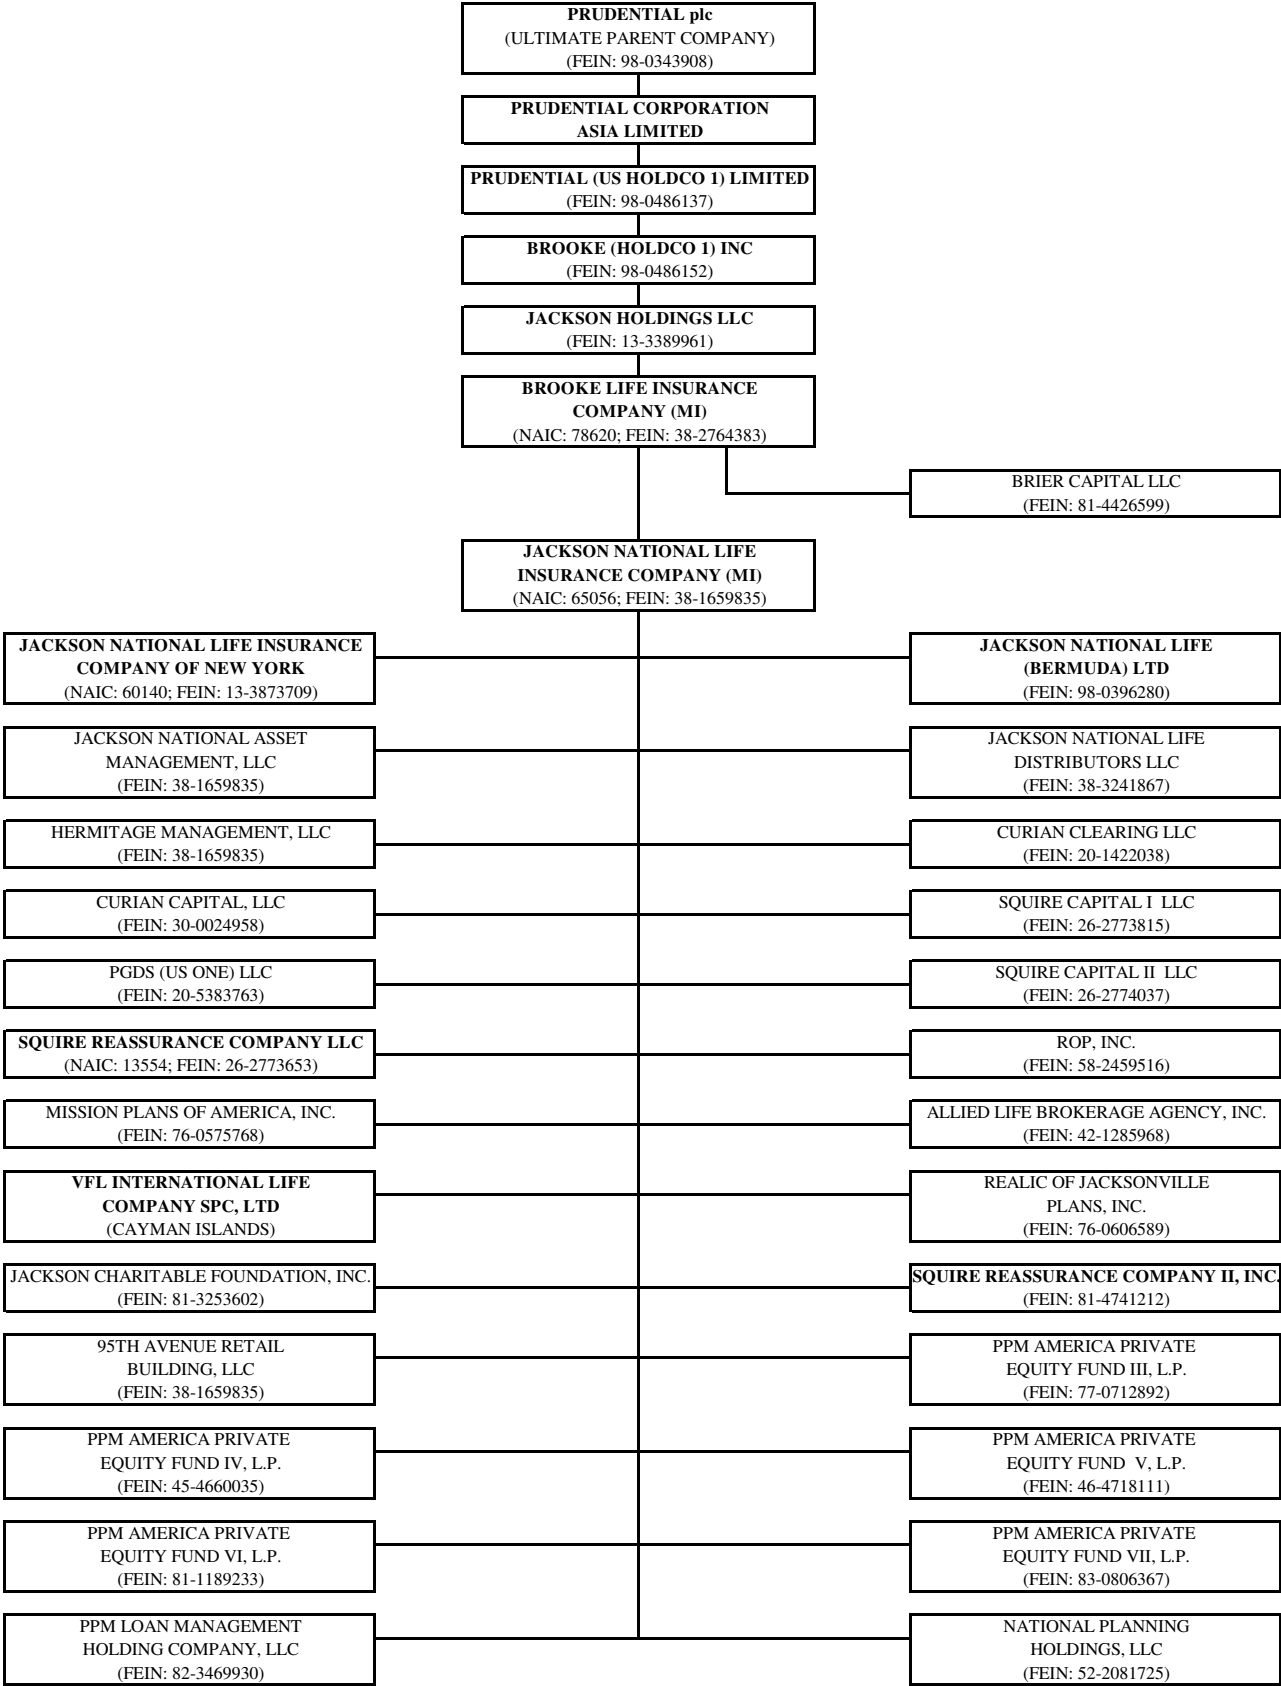 PRUDENTIAL plc
(ULTIMATE PARENT COMPANY)
(FEIN: 98-0343908)
PRUDENTIAL CORPORATION
ASIA LIMITED
PRUDENTIAL (US HOLDCO 1) LIMITED
(FEIN: 98-0486137)
BROOKE (HOLDCO 1) INC
(FEIN: 98-0486152)
JACKSON HOLDINGS LLC
(FEIN: 13-3389961)
BROOKE LIFE INSURANCE
COMPANY (MI)
(NAIC: 78620; FEIN: 38-2764383)
BRIER CAPITAL LLC
(FEIN: 81-4426599)
JACKSON NATIONAL LIFE
INSURANCE COMPANY (MI)
(NAIC: 65056; FEIN: 38-1659835)
JACKSON NATIONAL LIFE INSURANCE
COMPANY OF NEW YORK
(NAIC: 60140; FEIN: 13-3873709)
JACKSON NATIONAL LIFE
(BERMUDA) LTD
(FEIN: 98-0396280)
JACKSON NATIONAL ASSET
MANAGEMENT, LLC
(FEIN: 38-1659835)
JACKSON NATIONAL LIFE
DISTRIBUTORS LLC
(FEIN: 38-3241867)
HERMITAGE MANAGEMENT, LLC
(FEIN: 38-1659835)
CURIAN CLEARING LLC
(FEIN: 20-1422038)
CURIAN CAPITAL, LLC
(FEIN: 30-0024958)
SQUIRE CAPITAL I LLC
(FEIN: 26-2773815)
PGDS (US ONE) LLC
(FEIN: 20-5383763)
SQUIRE CAPITAL II LLC
(FEIN: 26-2774037)
SQUIRE REASSURANCE COMPANY LLC
(NAIC: 13554; FEIN: 26-2773653)
ROP, INC.
(FEIN: 58-2459516)
MISSION PLANS OF AMERICA, INC.
(FEIN: 76-0575768)
ALLIED LIFE BROKERAGE AGENCY, INC.
(FEIN: 42-1285968)
VFL INTERNATIONAL LIFE
COMPANY SPC, LTD
(CAYMAN ISLANDS)
REALIC OF JACKSONVILLE
PLANS, INC.
(FEIN: 76-0606589)
JACKSON CHARITABLE FOUNDATION, INC.
(FEIN: 81-3253602)
SQUIRE REASSURANCE COMPANY II, INC.
(FEIN: 81-4741212)
95TH AVENUE RETAIL
BUILDING, LLC
(FEIN: 38-1659835)
PPM AMERICA PRIVATE
EQUITY FUND III, L.P.
(FEIN: 77-0712892)
PPM AMERICA PRIVATE
EQUITY FUND IV, L.P.
(FEIN: 45-4660035)
PPM AMERICA PRIVATE
EQUITY FUND V, L.P.
(FEIN: 46-4718111)
PPM AMERICA PRIVATE
EQUITY FUND VI, L.P.
(FEIN: 81-1189233)
PPM AMERICA PRIVATE
EQUITY FUND VII, L.P.
(FEIN: 83-0806367)
PPM LOAN MANAGEMENT
HOLDING COMPANY, LLC
(FEIN: 82-3469930)
NATIONAL PLANNING
HOLDINGS, LLC
(FEIN: 52-2081725)